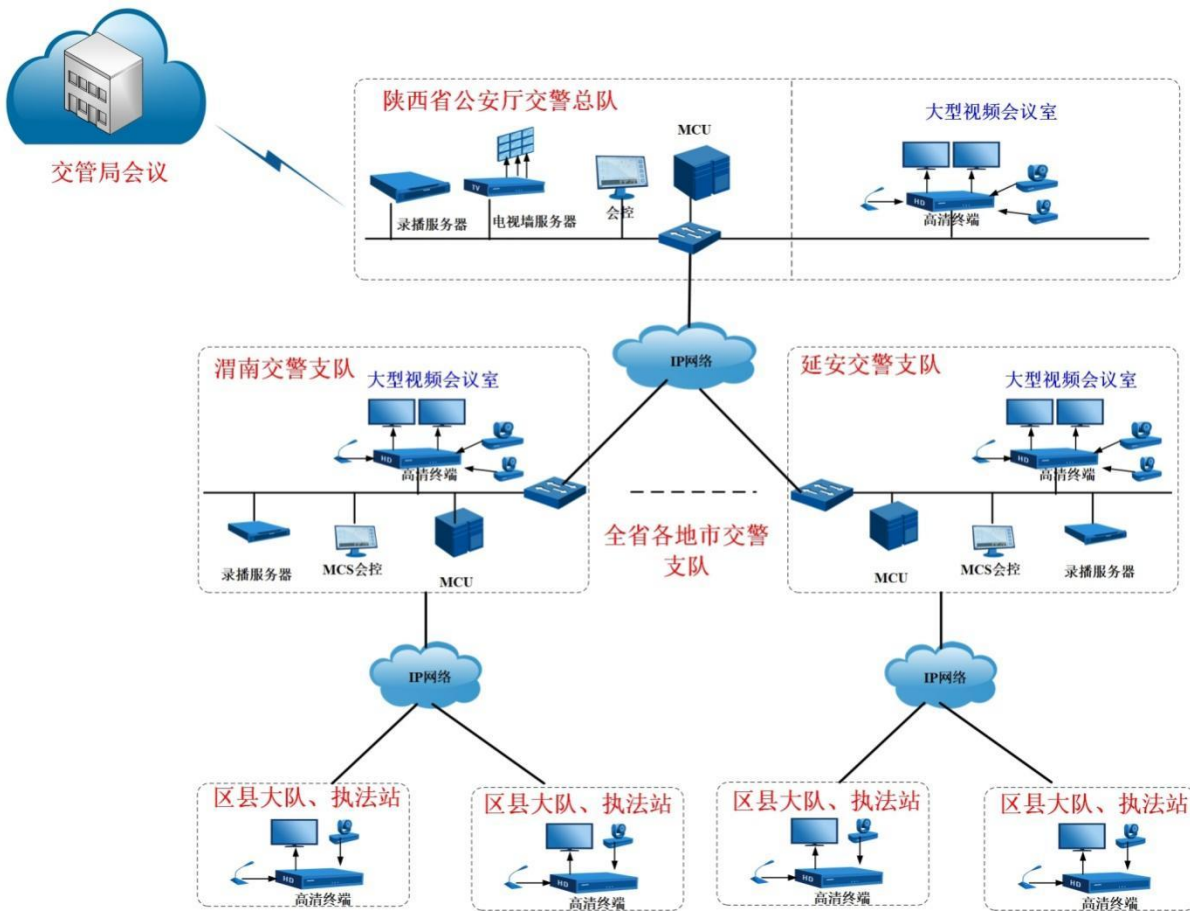 交管局会议
陕西省公安厅交警总队
MCU
大型视频会议室
TV
会控
录播服务器
电视墙服务器
HD
高清终端
IP网络
渭南交警支队
大型视频会议室
HD
高清终端
录播服务器
MCS会控
MCU
全省各地市交警
支队
延安交警支队
大型视频会议室
HD
高清终端
MCU
MCS会控
录播服务器
IP网络
IP网络
区县大队、执法站
HD
高清终端
区县大队、执法站
HD
高清终端
区县大队、执法站
HD
高清终端
区县大队、执法站
HD
高清终端